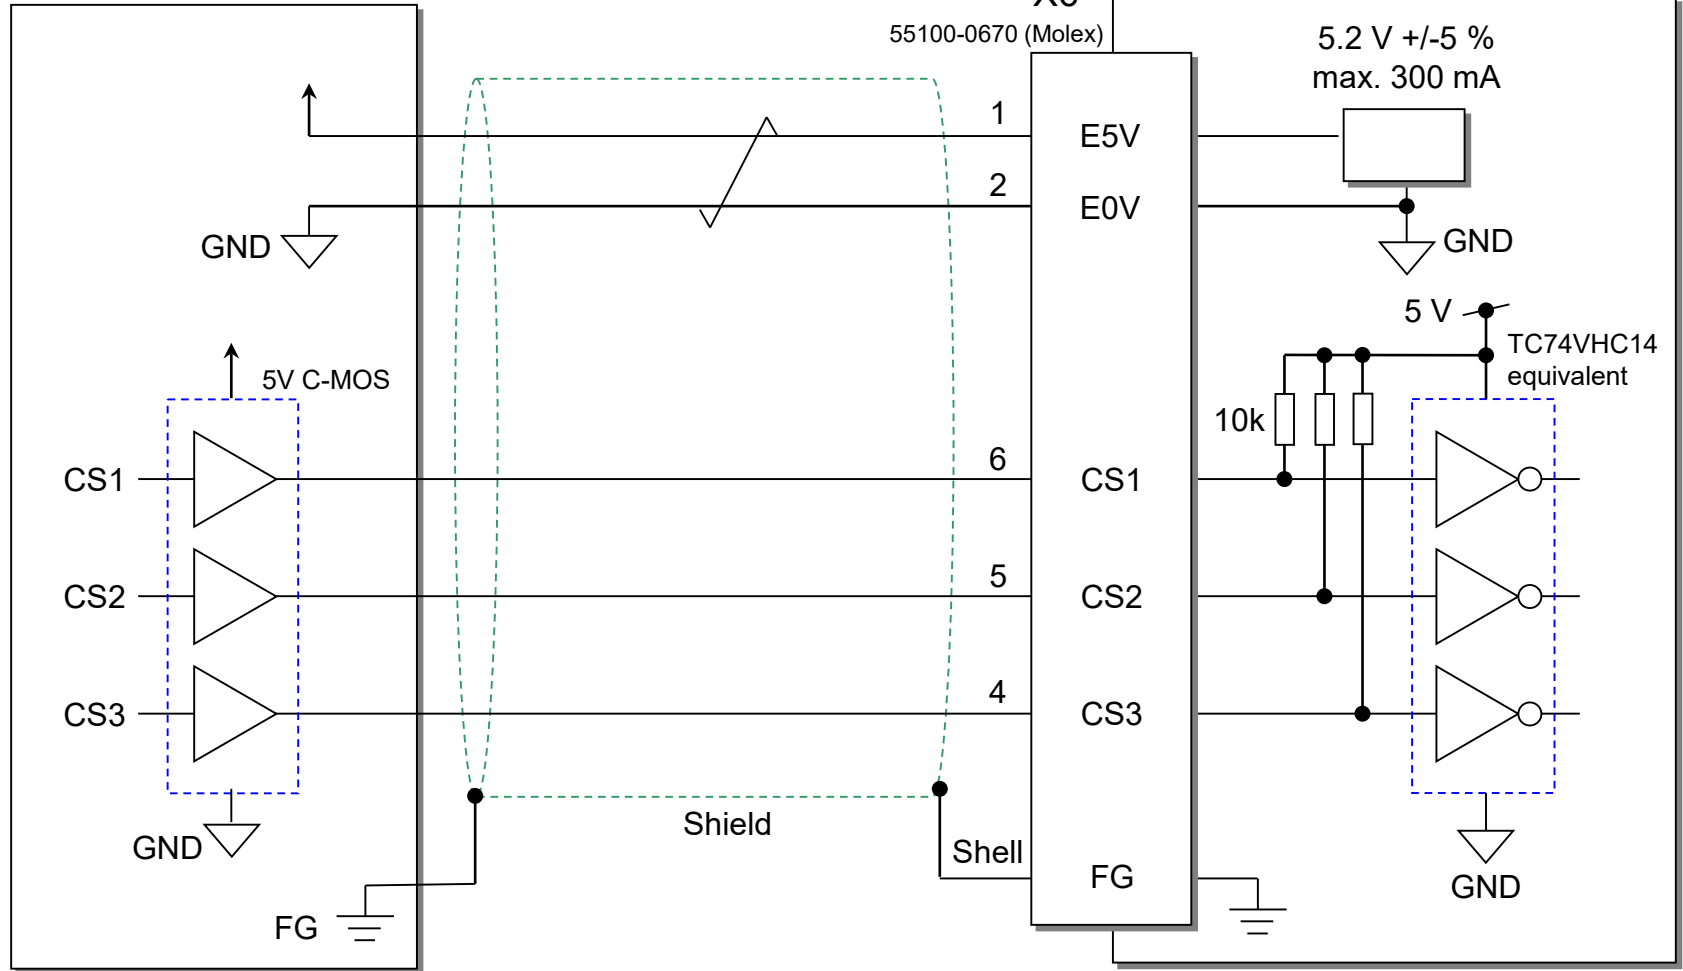 55100-0670 (Molex)
5.2 V +/-5 %
max. 300 mA
1
E5V
2
E0V
GND
GND
5 V
TC74VHC14
equivalent
5V C-MOS
10k
CS1
6
CS1
CS2
5
CS2
CS3
4
CS3
Shield
GND
Shell
FG
GND
FG